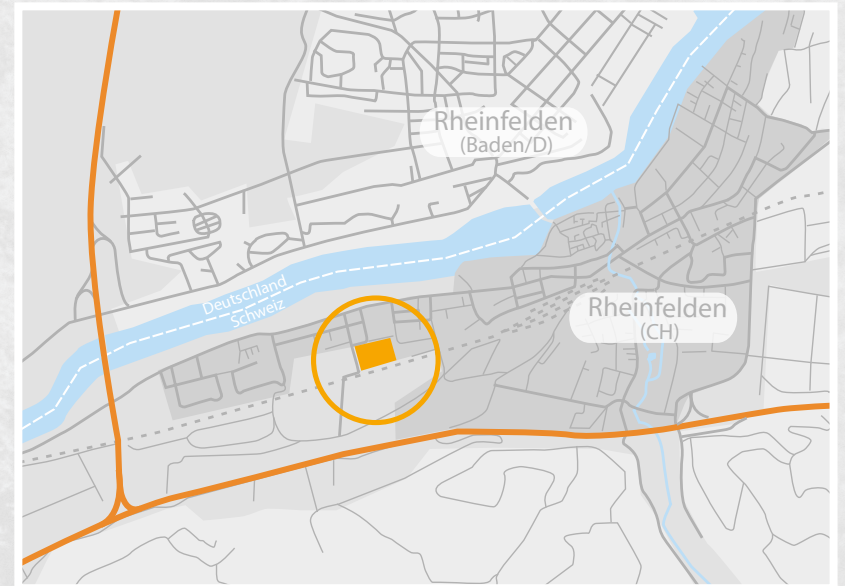 Rheinfelden
(Baden/D)
Deutschland
Schweiz
Rheinfelden
(CH)